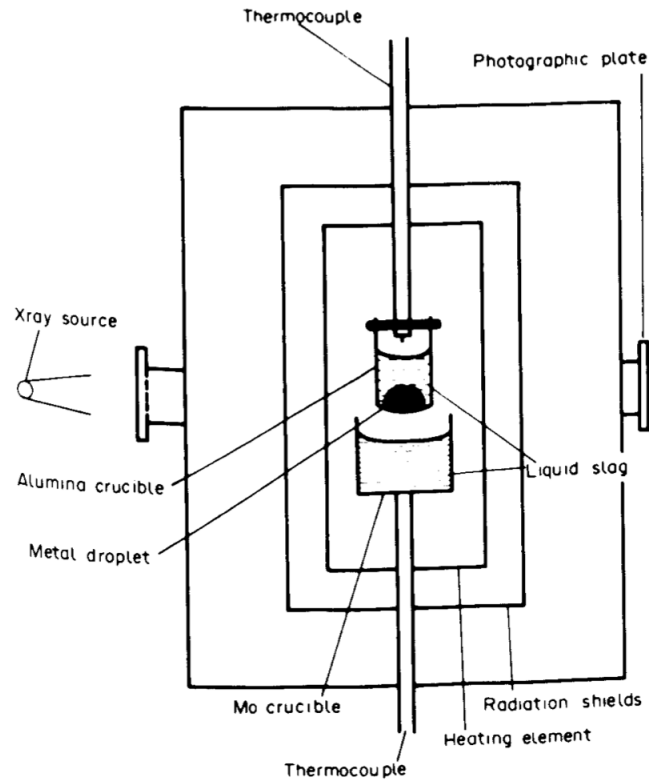 Thermocouple
Photographic plate
Xray source
Alumina crucible
Liquid slag
Metal droplet
Mo crucible
Radiation shields
Heating element
Thermocouple